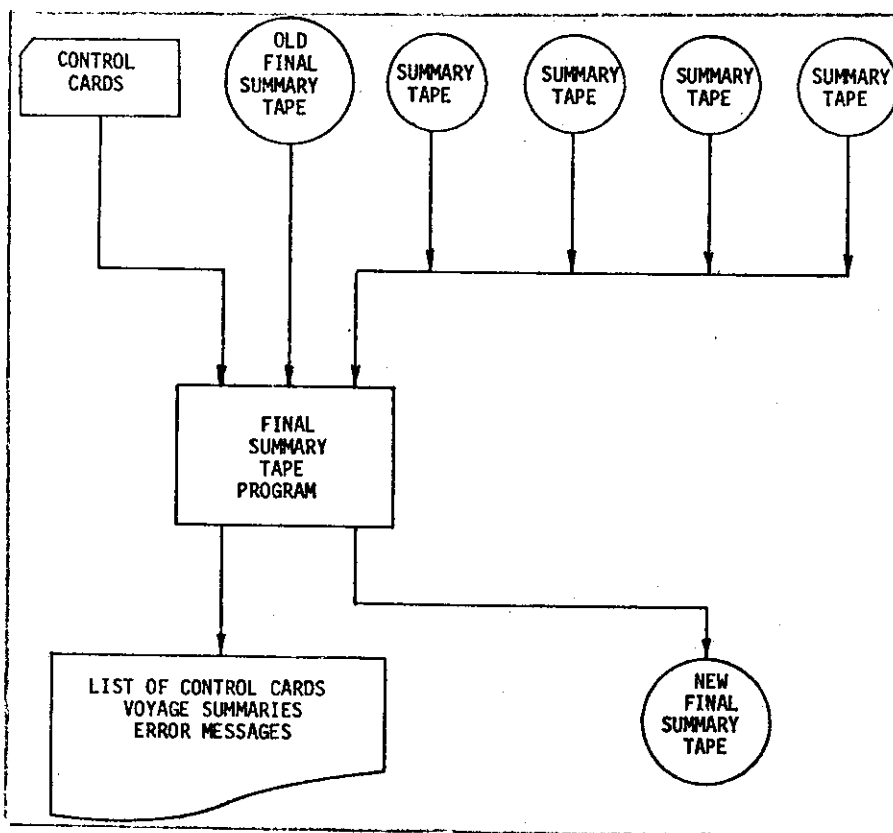 CONTROL
CARDS
OLD
FINAL
SUMMARY
TAPE
SUMMARY
TAPE
SUMMARY
TAPE
SUMMARY
TAPE
SUMMARY
TAPE
FINAL
SUMMARY
TAPE
PROGRAM
LIST OF CONTROL CARDS
VOYAGE SUMMARIES
ERROR MESSAGES
NEW
FINAL
SUMMARY
TAPE